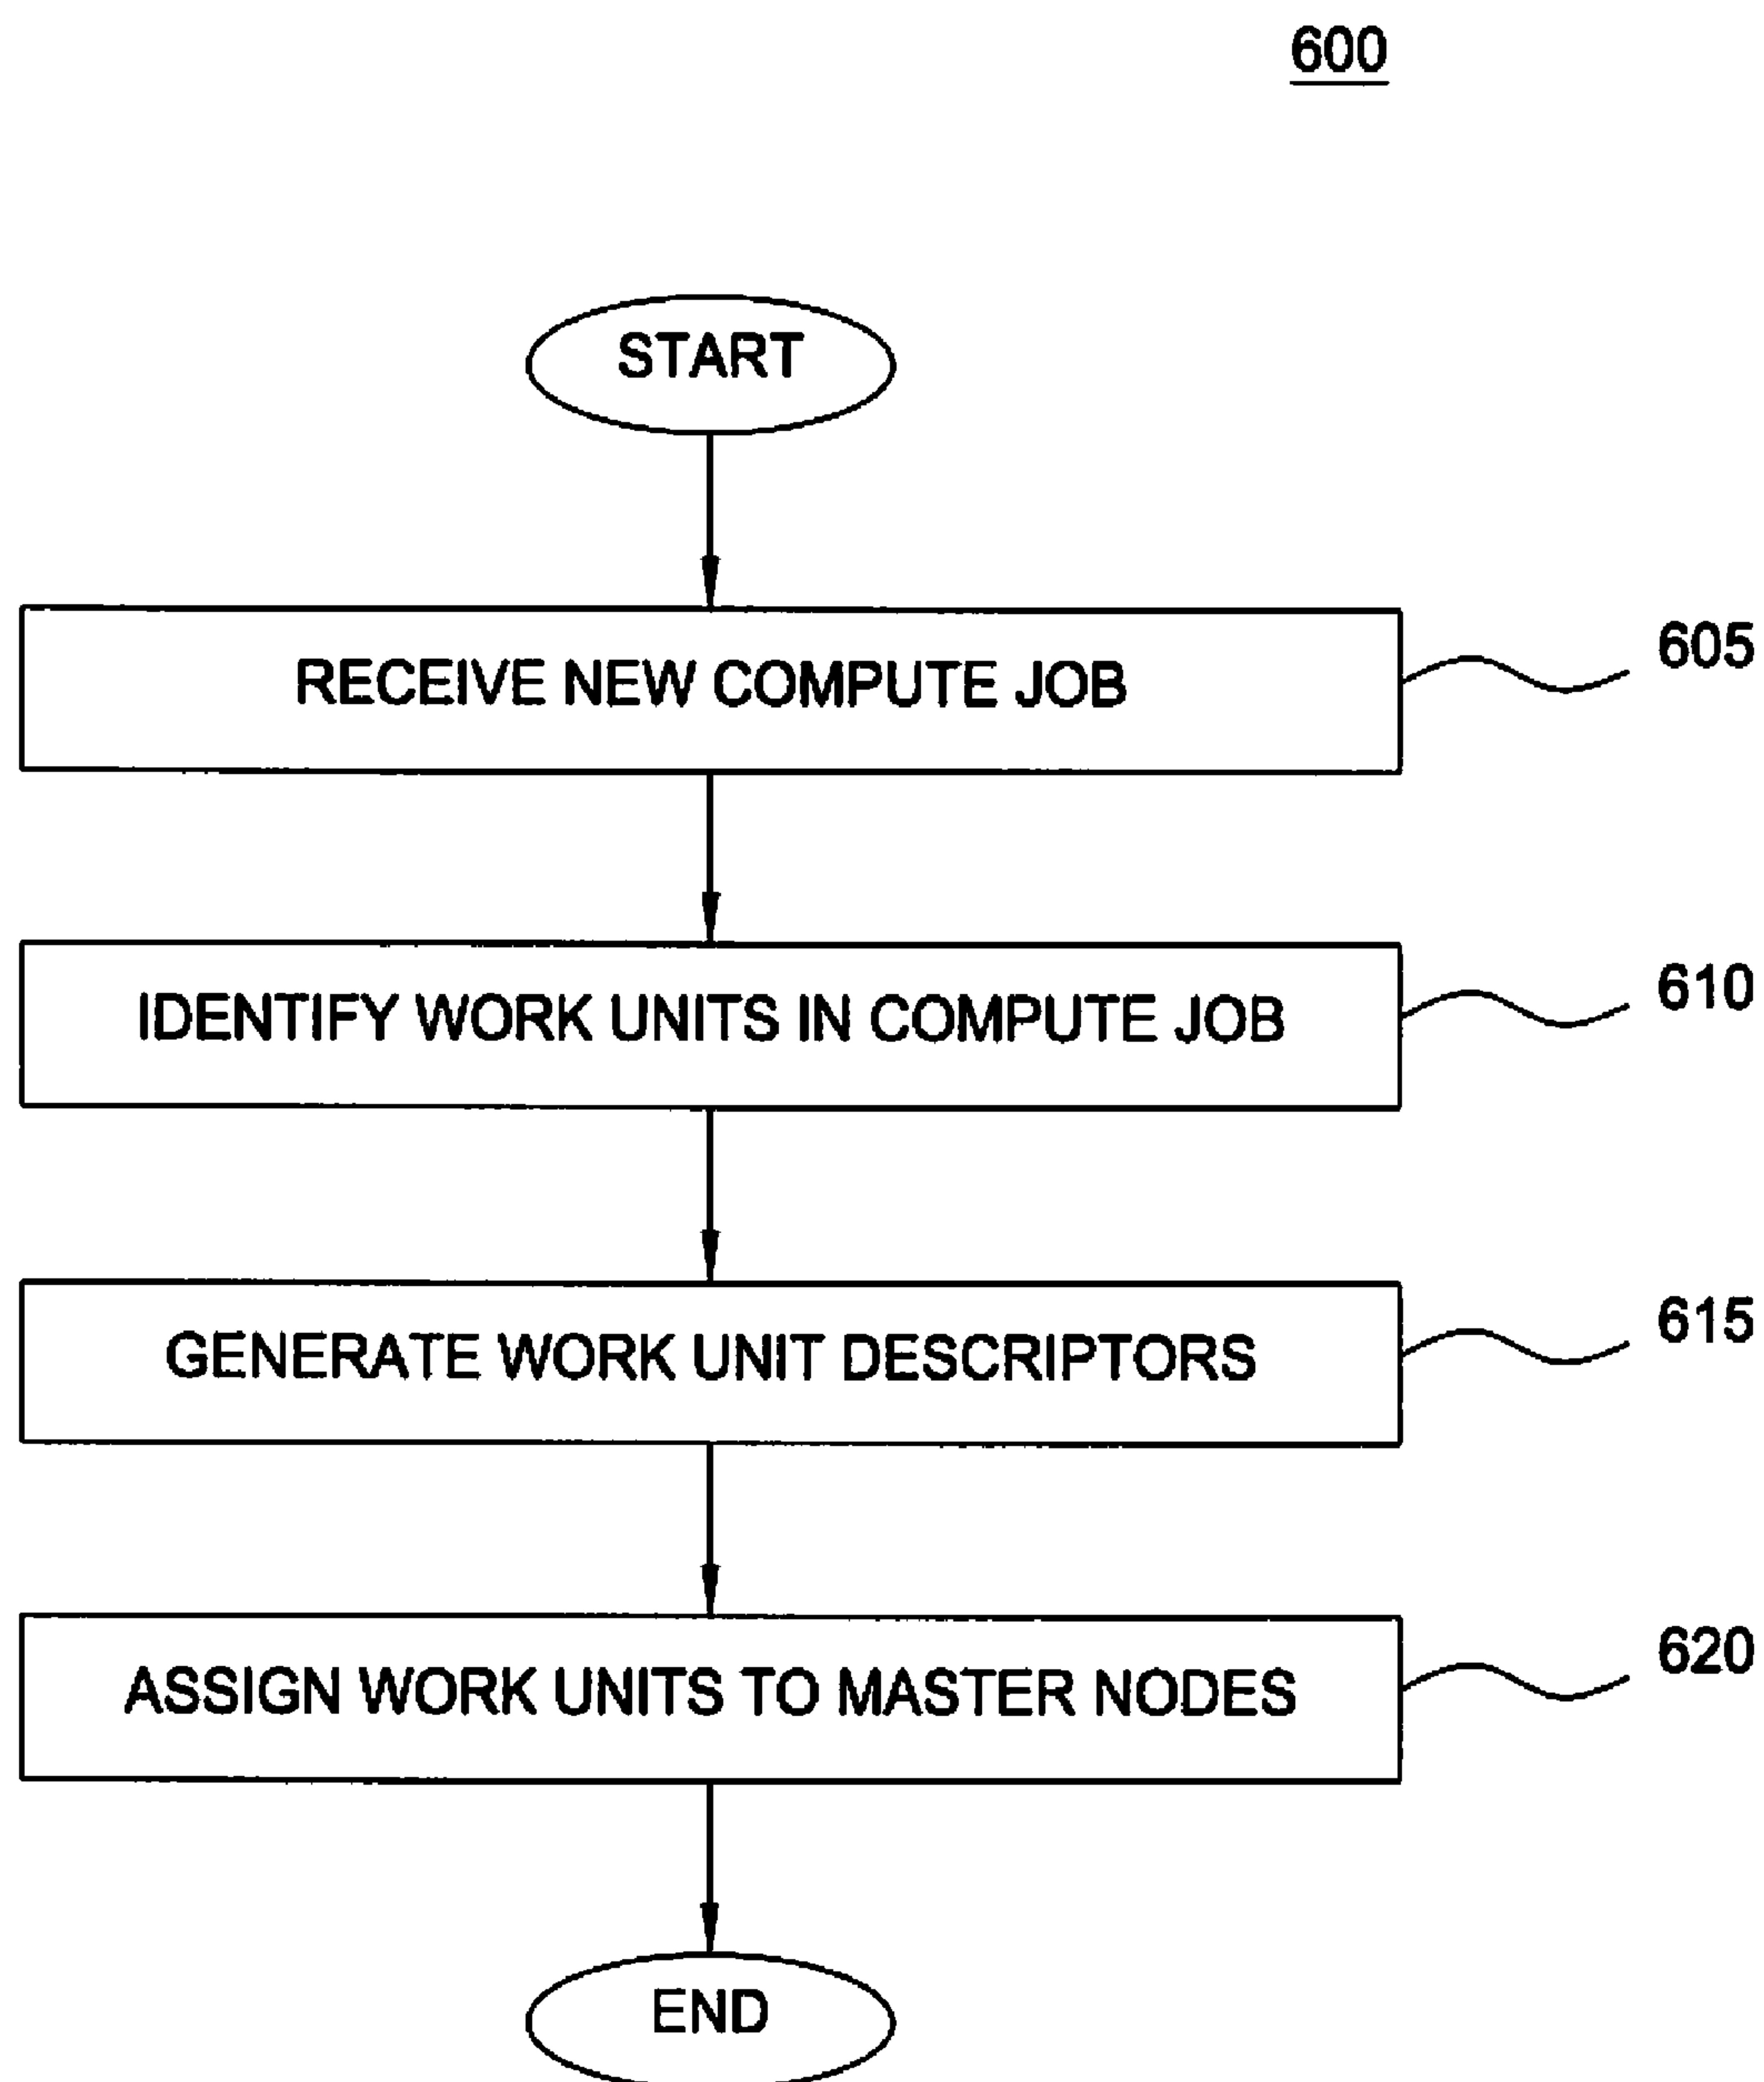 600
START
RECEIVE NEW COMPUTE JOB
605
IDENTIFY WORK UNITS IN COMPUTE JOB
610
GENERATE WORK UNIT DESCRIPTORS
615
ASSIGN WORK UNITS TO MASTER NODES
620
END